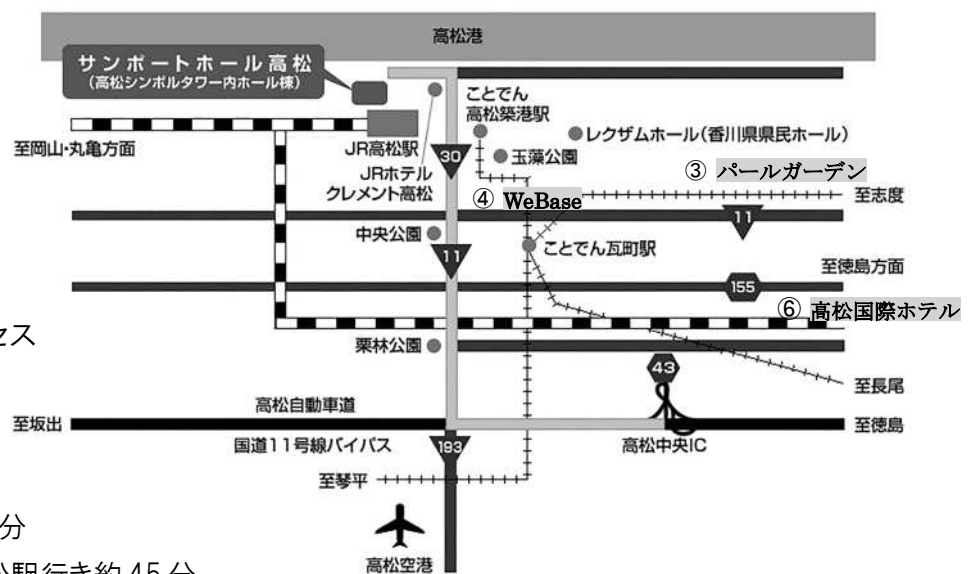 高松港
サンポートホール高松
(高松シンボルタワー内ホール棟)
ことでん
高松築港駅
レクザムホール(香川県県民ホール)
至岡山・丸亀方面
JR高松駅
30
玉藻公園
JRホテル
クレメント高松
③ パールガーデン
④ WeBase
至志度
11
中央公園
11
ことでん瓦町駅
至徳島方面
155
⑥ 高松国際ホテル
セス
栗林公園
43
至長尾
高松自動車道
至坂出
至徳島
国道11号線バイパス
193
高松中央IC
至琴平
分
高松空港
松駅行き約 45 分